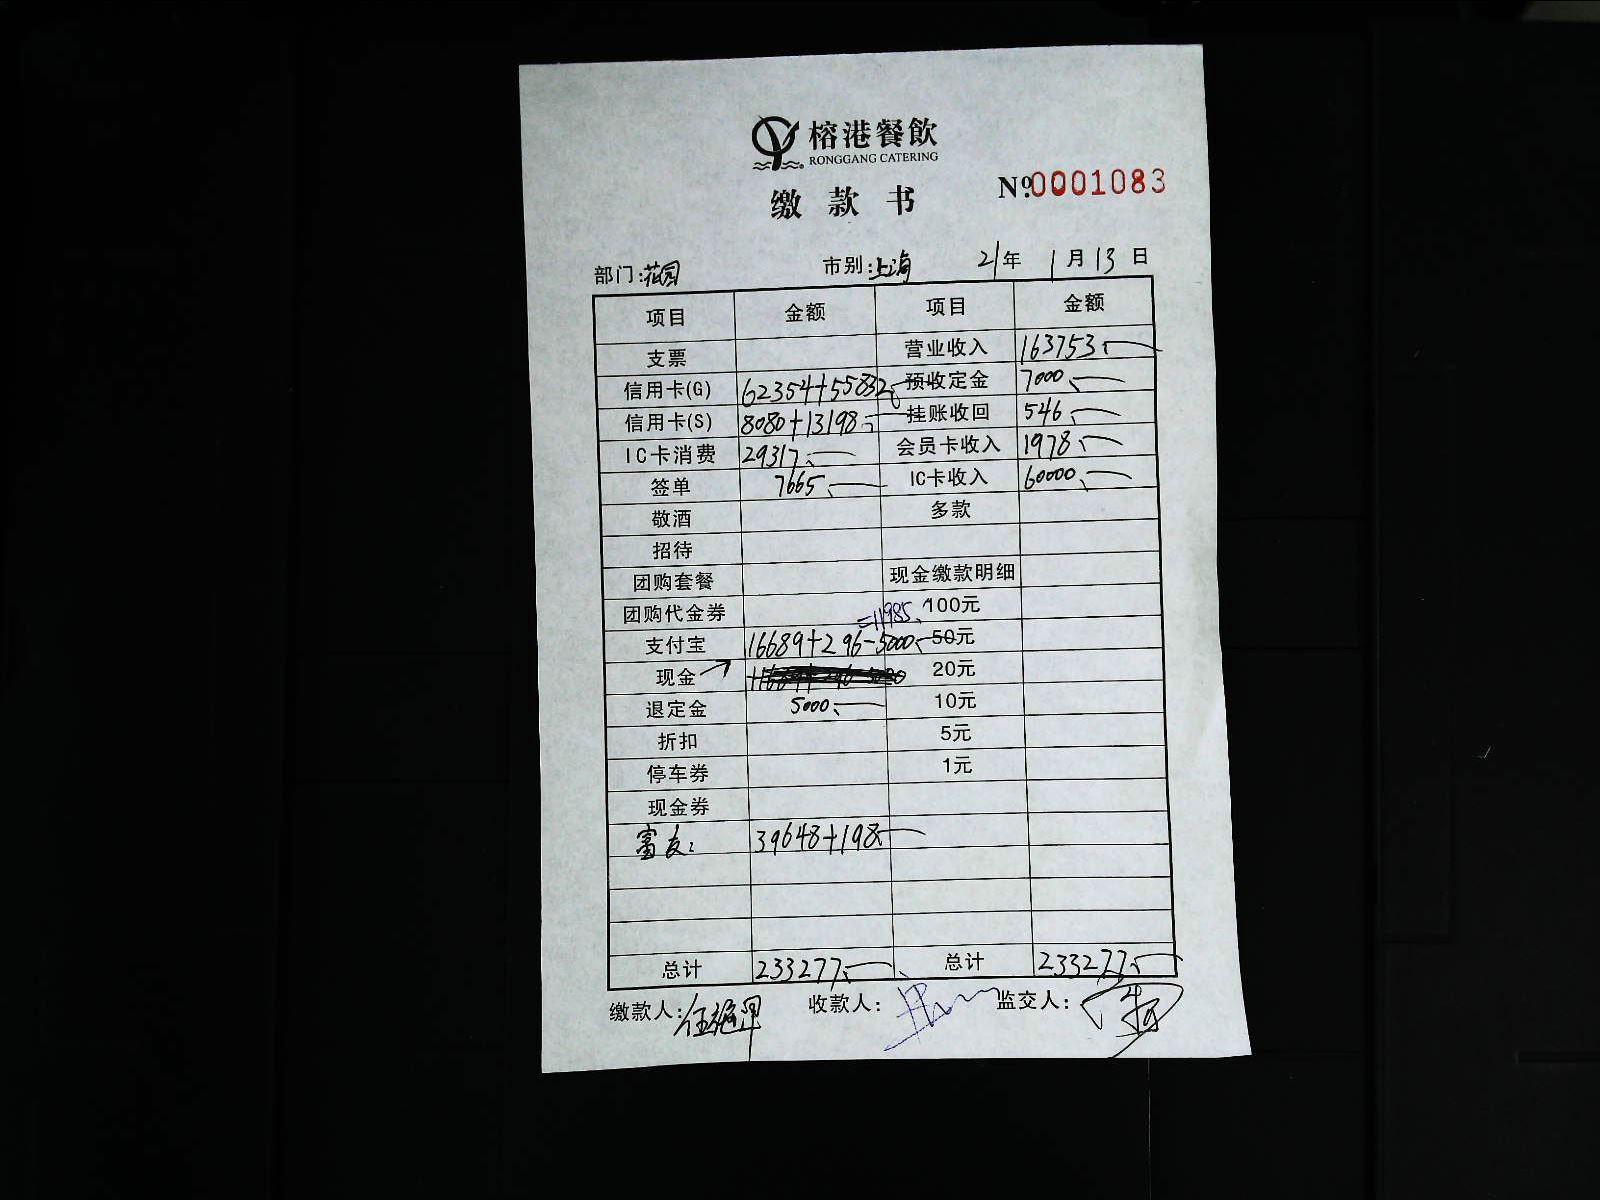 榕港餐飲
RONGGANG CATERING
缴款书
Nº.0001083
部门:花园 市别:上海 21年 1月13日
项目 金额 项目 金额
支票 营业收入 163753.
信用卡(G) 62354+55832. 预收定金 7000.
信用卡(S) 8080+13198. 挂账收回 546.
IC卡消费 29317. 会员卡收入 1978.
签单 7665. IC卡收入 60000.
敬酒 多款
招待
团购套餐 现金缴款明细
团购代金券 =11985. 100元
支付宝 16689+296-5000. 50元
现金 20元
退定金 5000. 10元
折扣 5元
停车券 1元
现金券
富友: 39648+198.
总计 233277. 总计 233277.
缴款人: 收款人: 监交人: